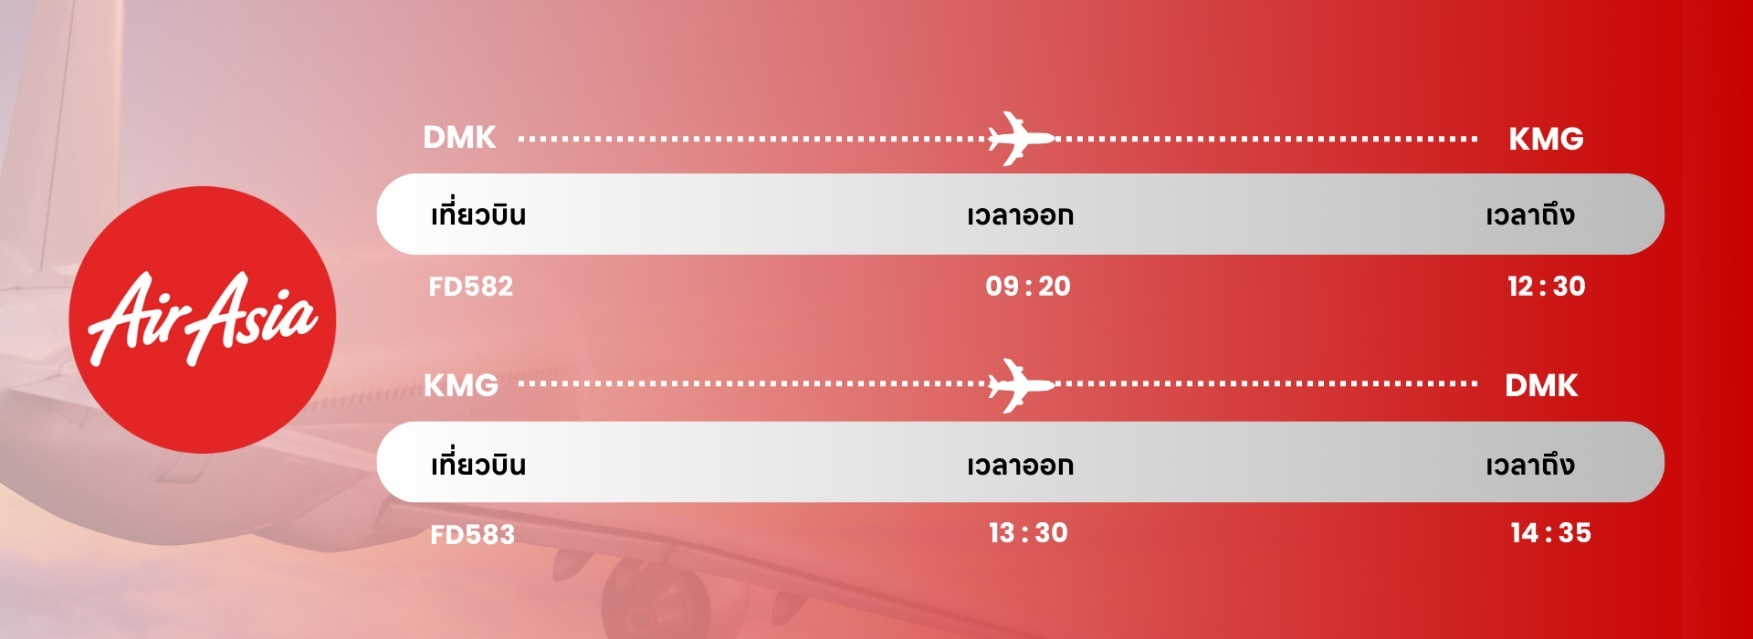 DMK KMG
เที่ยวบิน เวลาออก เวลาถึง
FD582 09 : 20 12 : 30
AirAsia
KMG DMK
เที่ยวบิน เวลาออก เวลาถึง
FD583 13 : 30 14 : 35